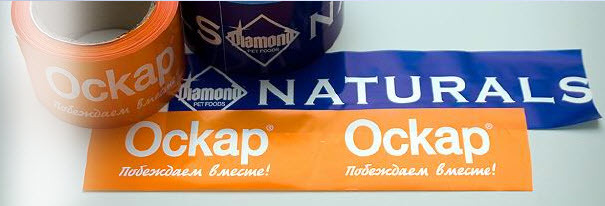 Оскар
Побеждаем вместе!
Diamond
PET FOODS
Diamond
PET FOODS
NATURALS
Оскар® Оскар®
Побеждаем вместе! Побеждаем вместе!